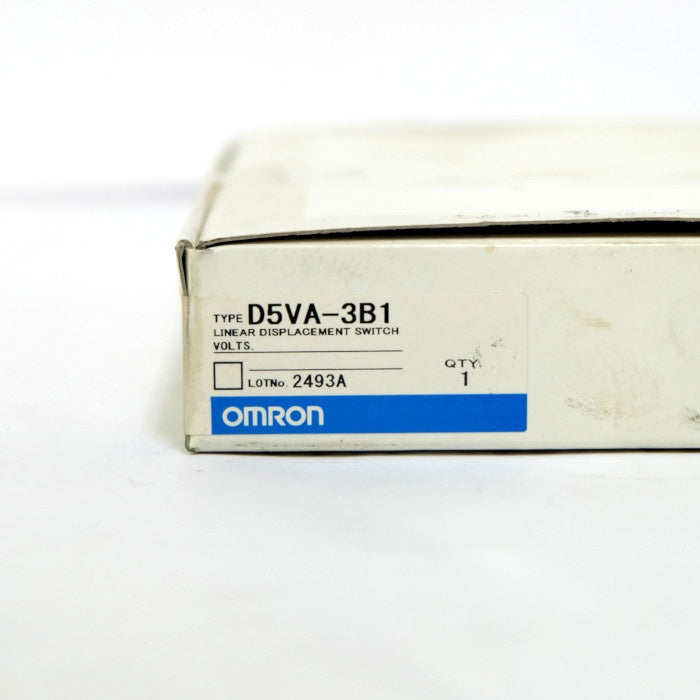 TYPE D5VA-3B1
LINEAR DISPLACEMENT SWITCH
VOLTS.
LOTNo. 2493A
QTY.
1
OMRON